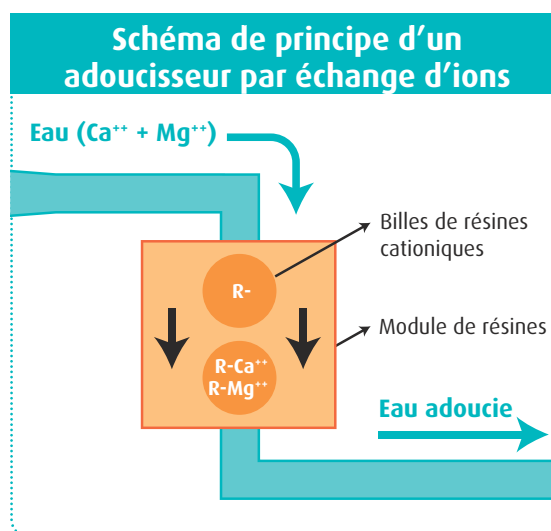 Schéma de principe d'un
adoucisseur par échange d'ions
Eau (Ca⁺⁺ + Mg⁺⁺)
Billes de résines
cationiques
R-
Module de résines
R-Ca⁺⁺
R-Mg⁺⁺
Eau adoucie